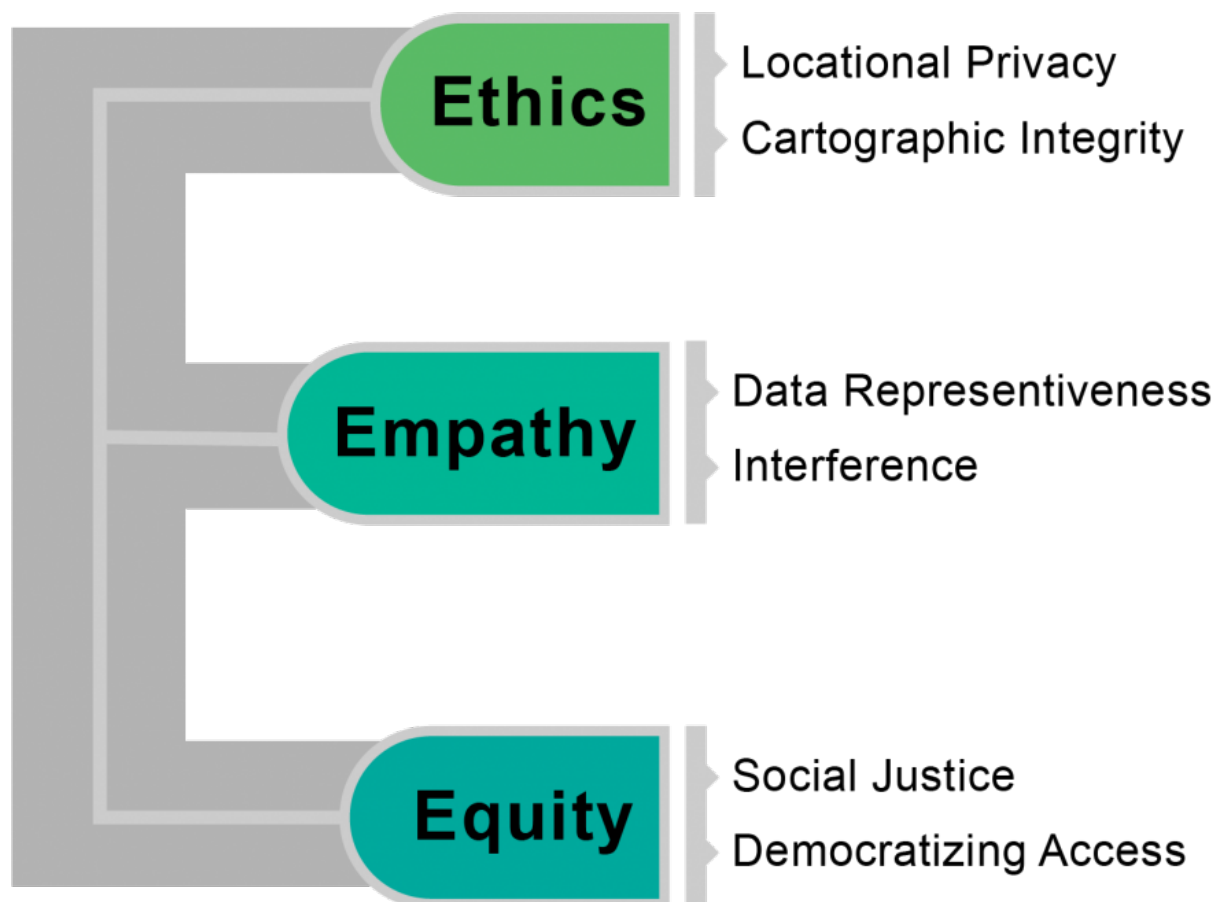 Ethics
Locational Privacy
Cartographic Integrity
Empathy
Data Representiveness
Interference
Equity
Social Justice
Democratizing Access